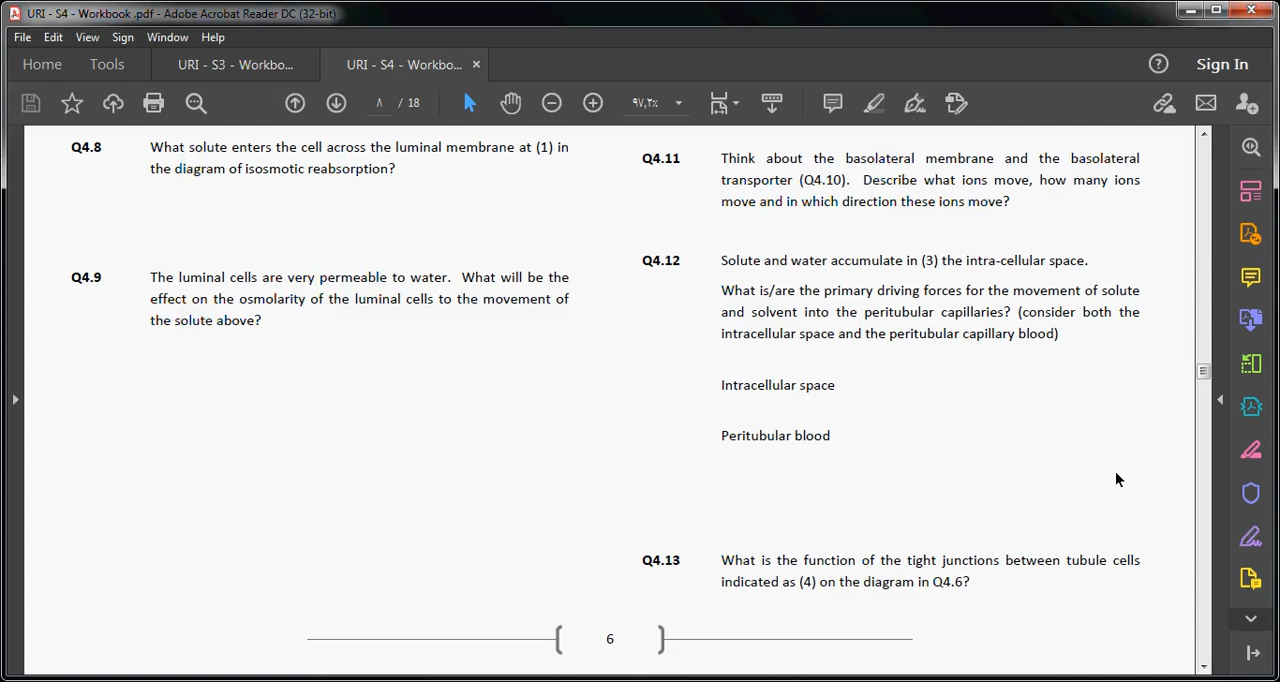 URI - S4 - Workbook .pdf - Adobe Acrobat Reader DC (32-bit)
File Edit View Sign Window Help
Home Tools URI - S3 - Workbo... URI - S4 - Workbo... × Sign In
٨ / 18 ٩٧,٢٪
Q4.8 What solute enters the cell across the luminal membrane at (1) in
the diagram of isosmotic reabsorption?
Q4.9 The luminal cells are very permeable to water. What will be the
effect on the osmolarity of the luminal cells to the movement of
the solute above?
Q4.11 Think about the basolateral membrane and the basolateral
transporter (Q4.10). Describe what ions move, how many ions
move and in which direction these ions move?
Q4.12 Solute and water accumulate in (3) the intra-cellular space.
What is/are the primary driving forces for the movement of solute
and solvent into the peritubular capillaries? (consider both the
intracellular space and the peritubular capillary blood)
Intracellular space
Peritubular blood
Q4.13 What is the function of the tight junctions between tubule cells
indicated as (4) on the diagram in Q4.6?
6